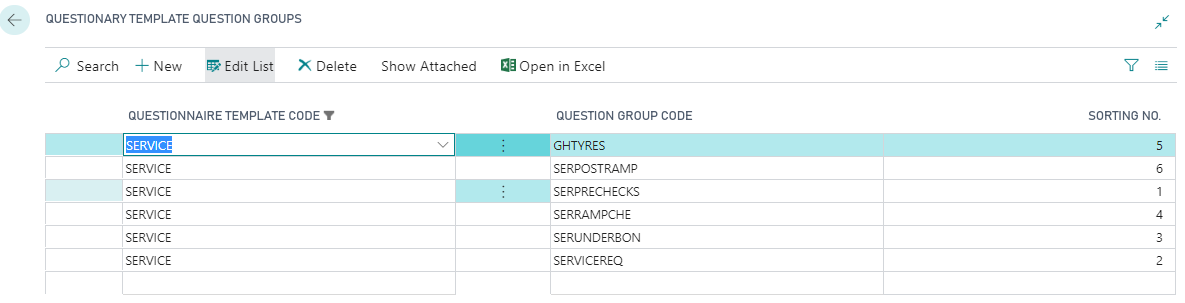 QUESTIONARY TEMPLATE QUESTION GROUPS
Search New Edit List Delete Show Attached Open in Excel
QUESTIONNAIRE TEMPLATE CODE QUESTION GROUP CODE SORTING NO.
SERVICE GHTYRES 5
SERVICE SERPOSTRAMP 6
SERVICE SERPRECHECKS 1
SERVICE SERRAMPCHE 4
SERVICE SERUNDERBON 3
SERVICE SERVICEREQ 2